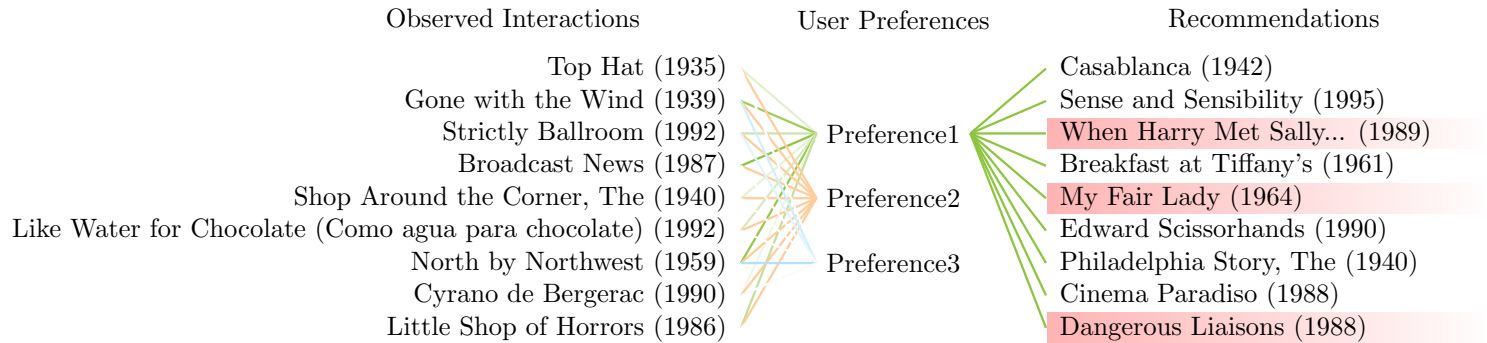 Observed Interactions
User Preferences
Recommendations
Top Hat (1935)
Gone with the Wind (1939)
Strictly Ballroom (1992)
Broadcast News (1987)
Shop Around the Corner, The (1940)
Like Water for Chocolate (Como agua para chocolate) (1992)
North by Northwest (1959)
Cyrano de Bergerac (1990)
Little Shop of Horrors (1986)
Preference1
Preference2
Preference3
Casablanca (1942)
Sense and Sensibility (1995)
When Harry Met Sally... (1989)
Breakfast at Tiffany's (1961)
My Fair Lady (1964)
Edward Scissorhands (1990)
Philadelphia Story, The (1940)
Cinema Paradiso (1988)
Dangerous Liaisons (1988)